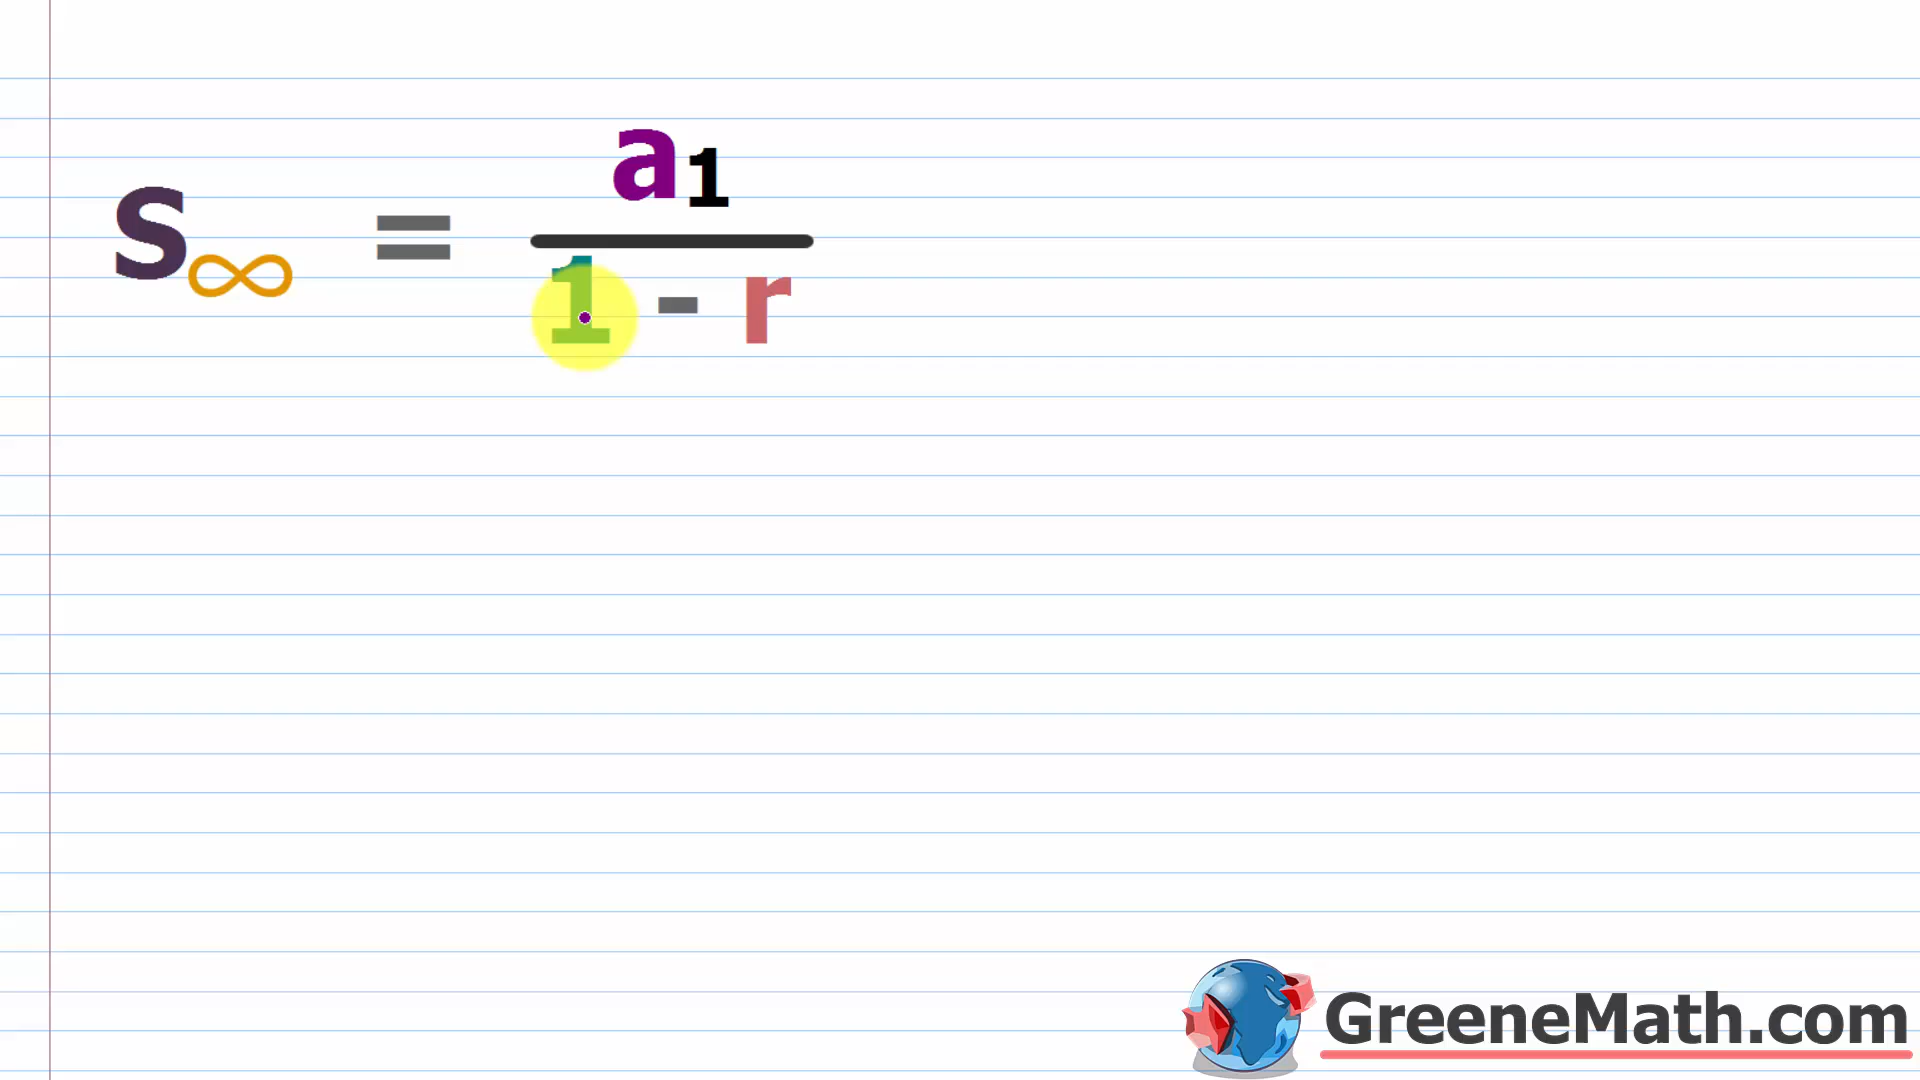 S∞ = a1
1 - r
GreeneMath.com